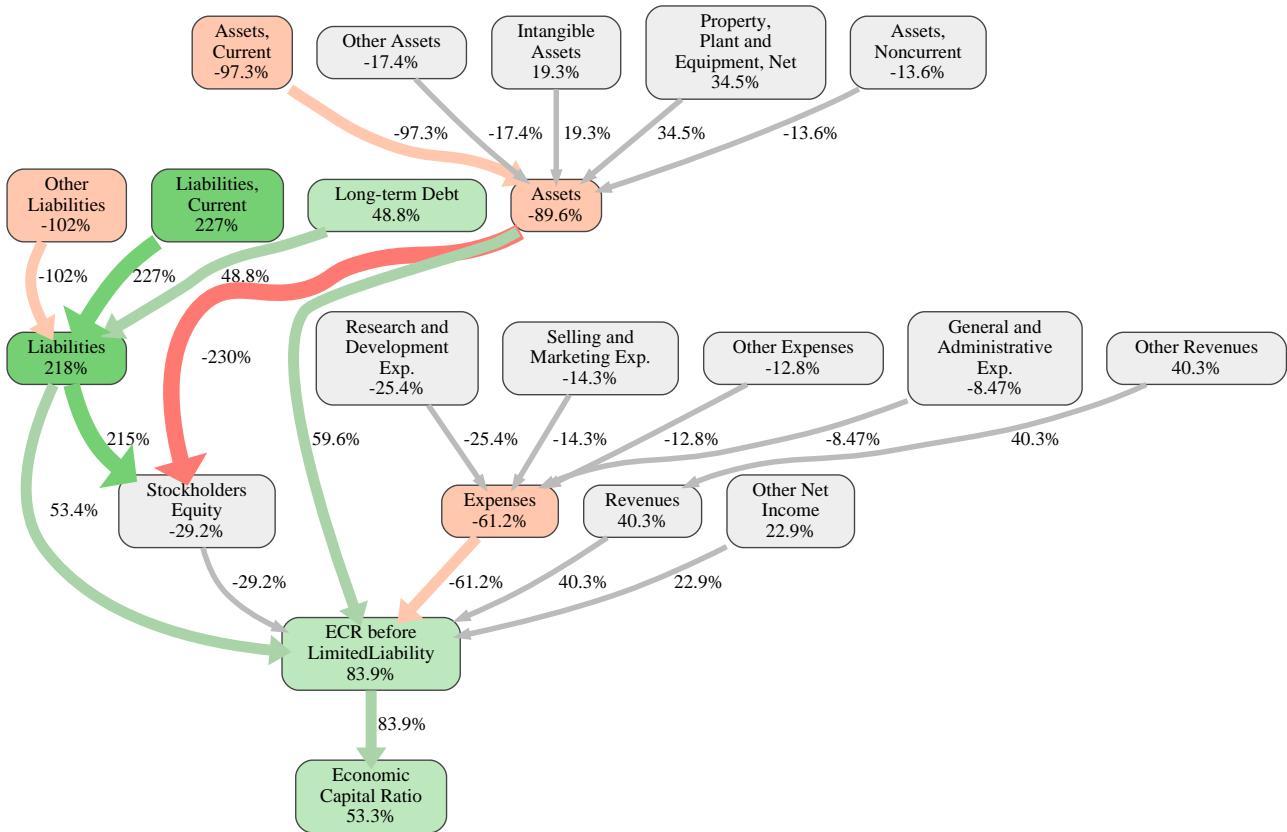 Assets,
Current
-97.3%
Other Assets
-17.4%
Intangible
Assets
19.3%
Property,
Plant and
Equipment, Net
34.5%
Assets,
Noncurrent
-13.6%
-97.3%
-17.4%
19.3%
34.5%
-13.6%
Other
Liabilities
-102%
Liabilities,
Current
227%
Long-term Debt
48.8%
Assets
-89.6%
-102%
227%
48.8%
Liabilities
218%
-230%
Research and
Development
Exp.
-25.4%
Selling and
Marketing Exp.
-14.3%
Other Expenses
-12.8%
General and
Administrative
Exp.
-8.47%
Other Revenues
40.3%
215%
59.6%
-25.4%
-14.3%
-12.8%
-8.47%
40.3%
53.4%
Stockholders
Equity
-29.2%
Expenses
-61.2%
Revenues
40.3%
Other Net
Income
22.9%
-29.2%
-61.2%
40.3%
22.9%
ECR before
LimitedLiability
83.9%
83.9%
Economic
Capital Ratio
53.3%